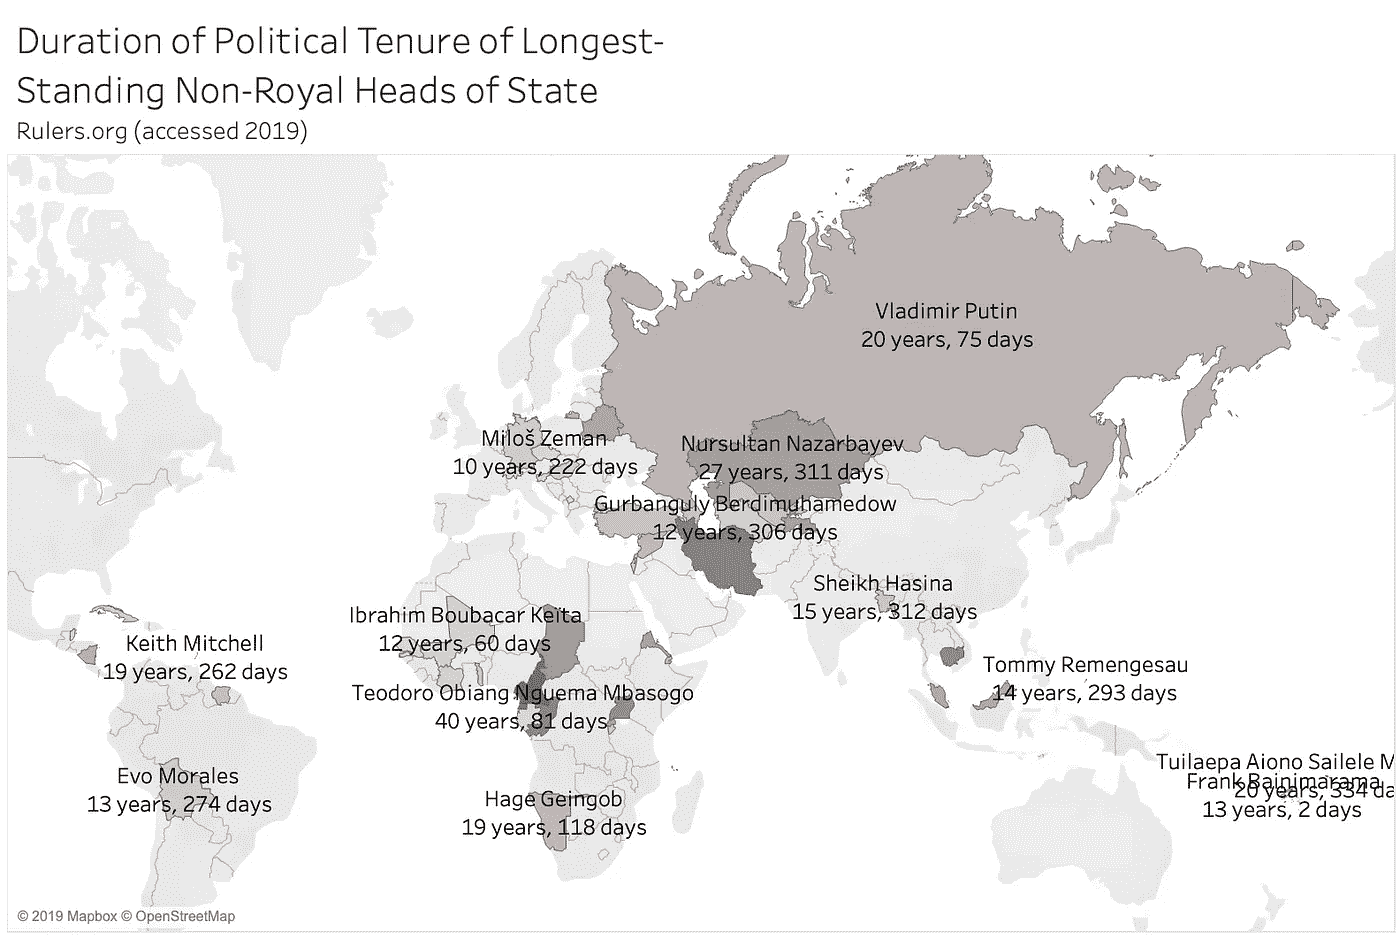 Duration of Political Tenure of Longest-
Standing Non-Royal Heads of State
Rulers.org (accessed 2019)
Vladimir Putin
20 years, 75 days
Miloš Zeman
10 years, 222 days
Nursultan Nazarbayev
27 years, 311 days
Gurbanguly Berdimuhamedow
12 years, 306 days
Sheikh Hasina
15 years, 312 days
Ibrahim Boubacar Keïta
12 years, 60 days
Keith Mitchell
19 years, 262 days
Tommy Remengesau
14 years, 293 days
Teodoro Obiang Nguema Mbasogo
40 years, 81 days
Evo Morales
13 years, 274 days
Hage Geingob
19 years, 118 days
Tuilaepa Aiono Sailele M
Frank Bainimarama
20 years, 334 da
13 years, 2 days
© 2019 Mapbox © OpenStreetMap